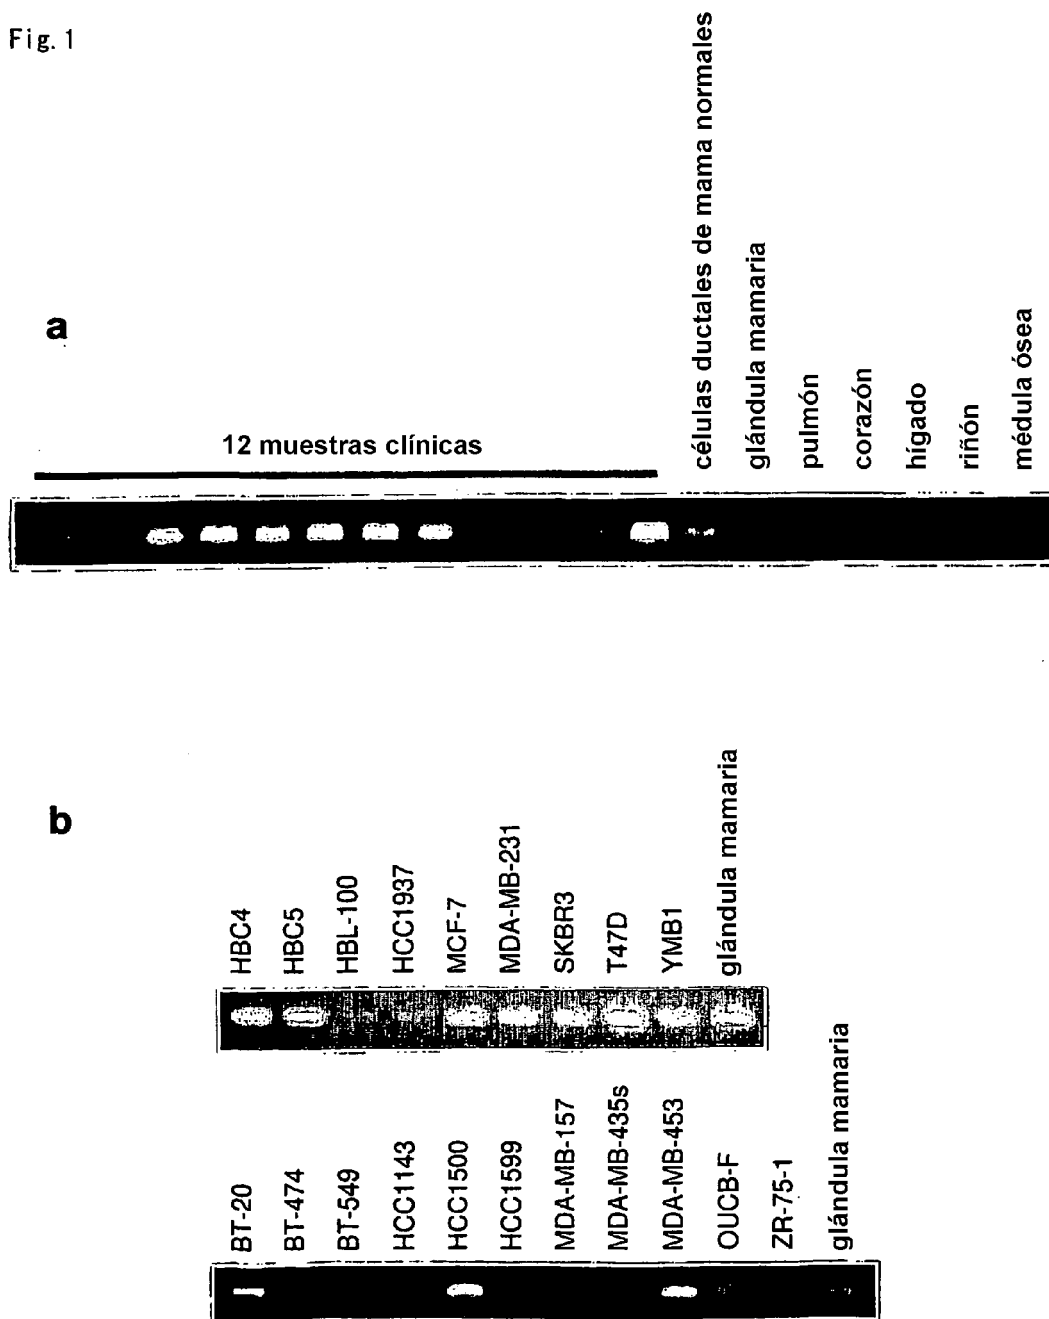 Fig. 1
a
12 muestras clínicas
células ductales de mama normales
glándula mamaria
pulmón
corazón
hígado
riñón
médula ósea
b
HBC4
HBC5
HBL-100
HCC1937
MCF-7
MDA-MB-231
SKBR3
T47D
YMB1
glándula mamaria
BT-20
BT-474
BT-549
HCC1143
HCC1500
HCC1599
MDA-MB-157
MDA-MB-435s
MDA-MB-453
OUCB-F
ZR-75-1
glándula mamaria